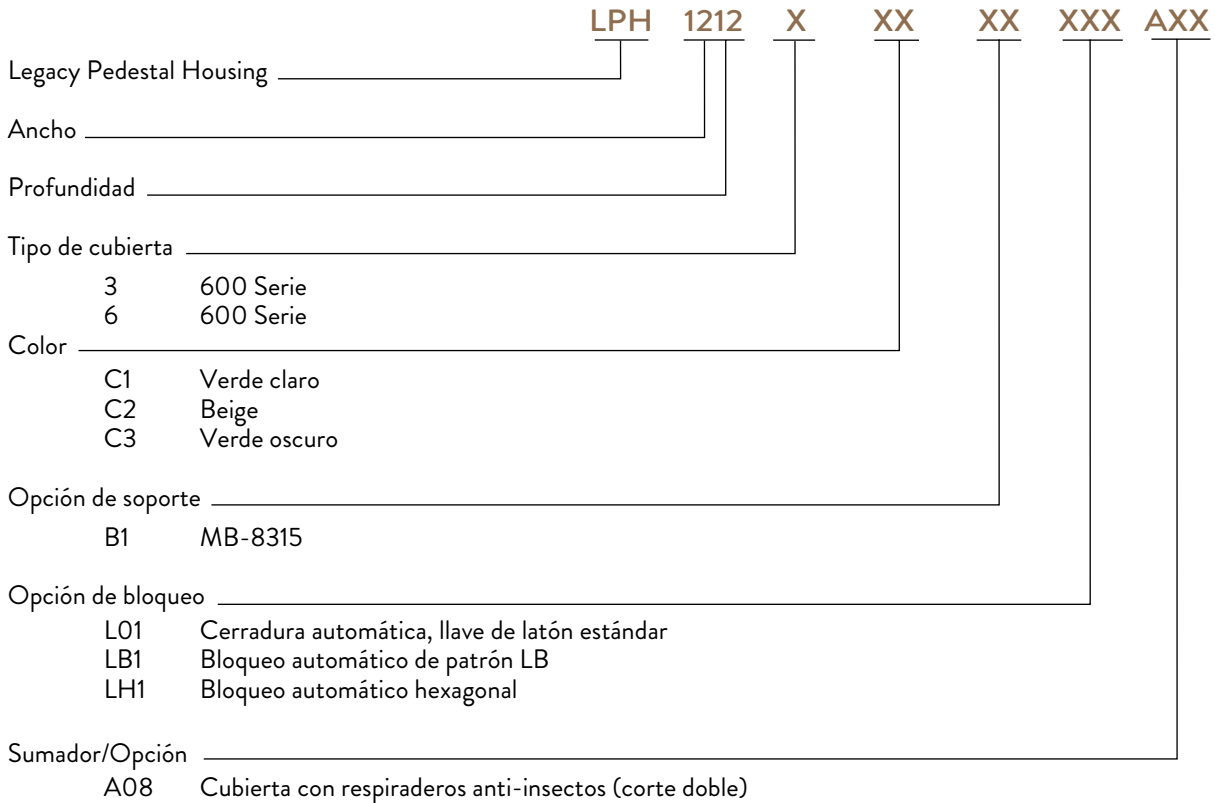 LPH 1212 X XX XX XXX AXX
Legacy Pedestal Housing
Ancho
Profundidad
Tipo de cubierta
3 600 Serie
6 600 Serie
Color
C1 Verde claro
C2 Beige
C3 Verde oscuro
Opción de soporte
B1 MB-8315
Opción de bloqueo
L01 Cerradura automática, llave de latón estándar
LB1 Bloqueo automático de patrón LB
LH1 Bloqueo automático hexagonal
Sumador/Opción
A08 Cubierta con respiraderos anti-insectos (corte doble)